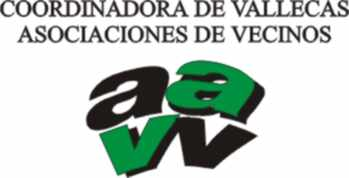 COORDINADORA DE VALLECAS
ASOCIACIONES DE VECINOS
aa
vv